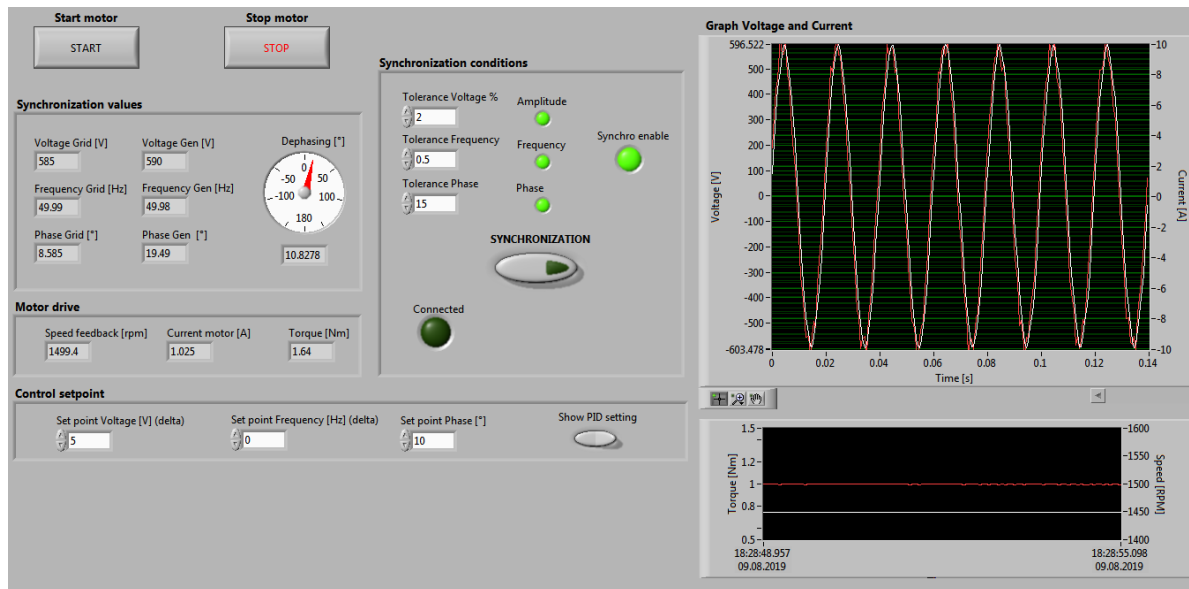 Start motor
START
Stop motor
STOP
Synchronization values
Voltage Grid [V]
585
Voltage Gen [V]
590
Frequency Grid [Hz]
49.99
Frequency Gen [Hz]
49.98
Phase Grid [°]
8.585
Phase Gen [°]
19.49
Dephasing [°]
0
-50 50
-100 100
180
10.8278
Motor drive
Speed feedback [rpm]
1499.4
Current motor [A]
1.025
Torque [Nm]
1.64
Synchronization conditions
Tolerance Voltage %
2
Amplitude
Tolerance Frequency
0.5
Frequency
Tolerance Phase
15
Phase
Synchro enable
SYNCHRONIZATION
Connected
Control setpoint
Set point Voltage [V] (delta)
5
Set point Frequency [Hz] (delta)
0
Set point Phase [°]
10
Show PID setting
Graph Voltage and Current
Voltage [V]
596.522
500
400
300
200
100
0
-100
-200
-300
-400
-500
-603.478
0 0.02 0.04 0.06 0.08 0.1 0.12 0.14
Time [s]
10
8
6
4
2
0
-2
-4
-6
-8
-10
Current [A]
Torque [Nm]
1.5
1.2
1
0.8
0.5
1600
1550
1500
1450
1400
Speed [RPM]
18:28:48.957
09.08.2019
18:28:55.098
09.08.2019